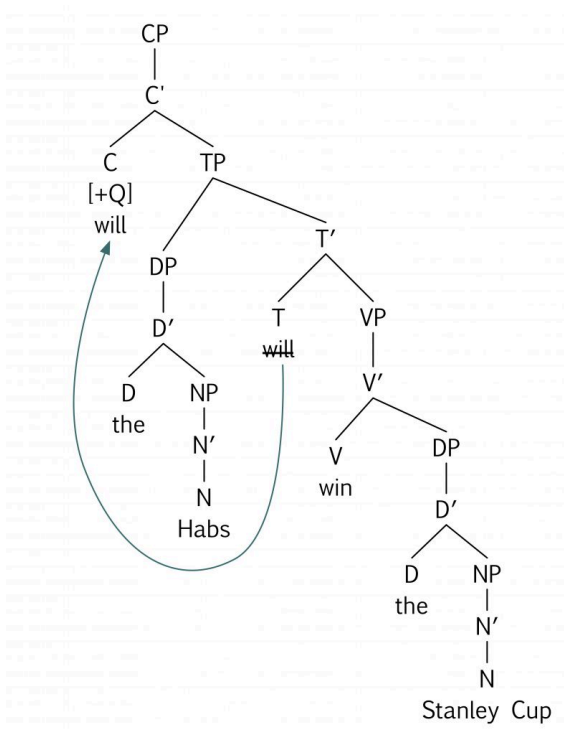 CP
C'
C TP
[+Q]
will
T′
DP
T VP
D′
will
V′
D NP
the
DP
N′
V
win
N
D′
Habs
D NP
the
N′
N
Stanley Cup